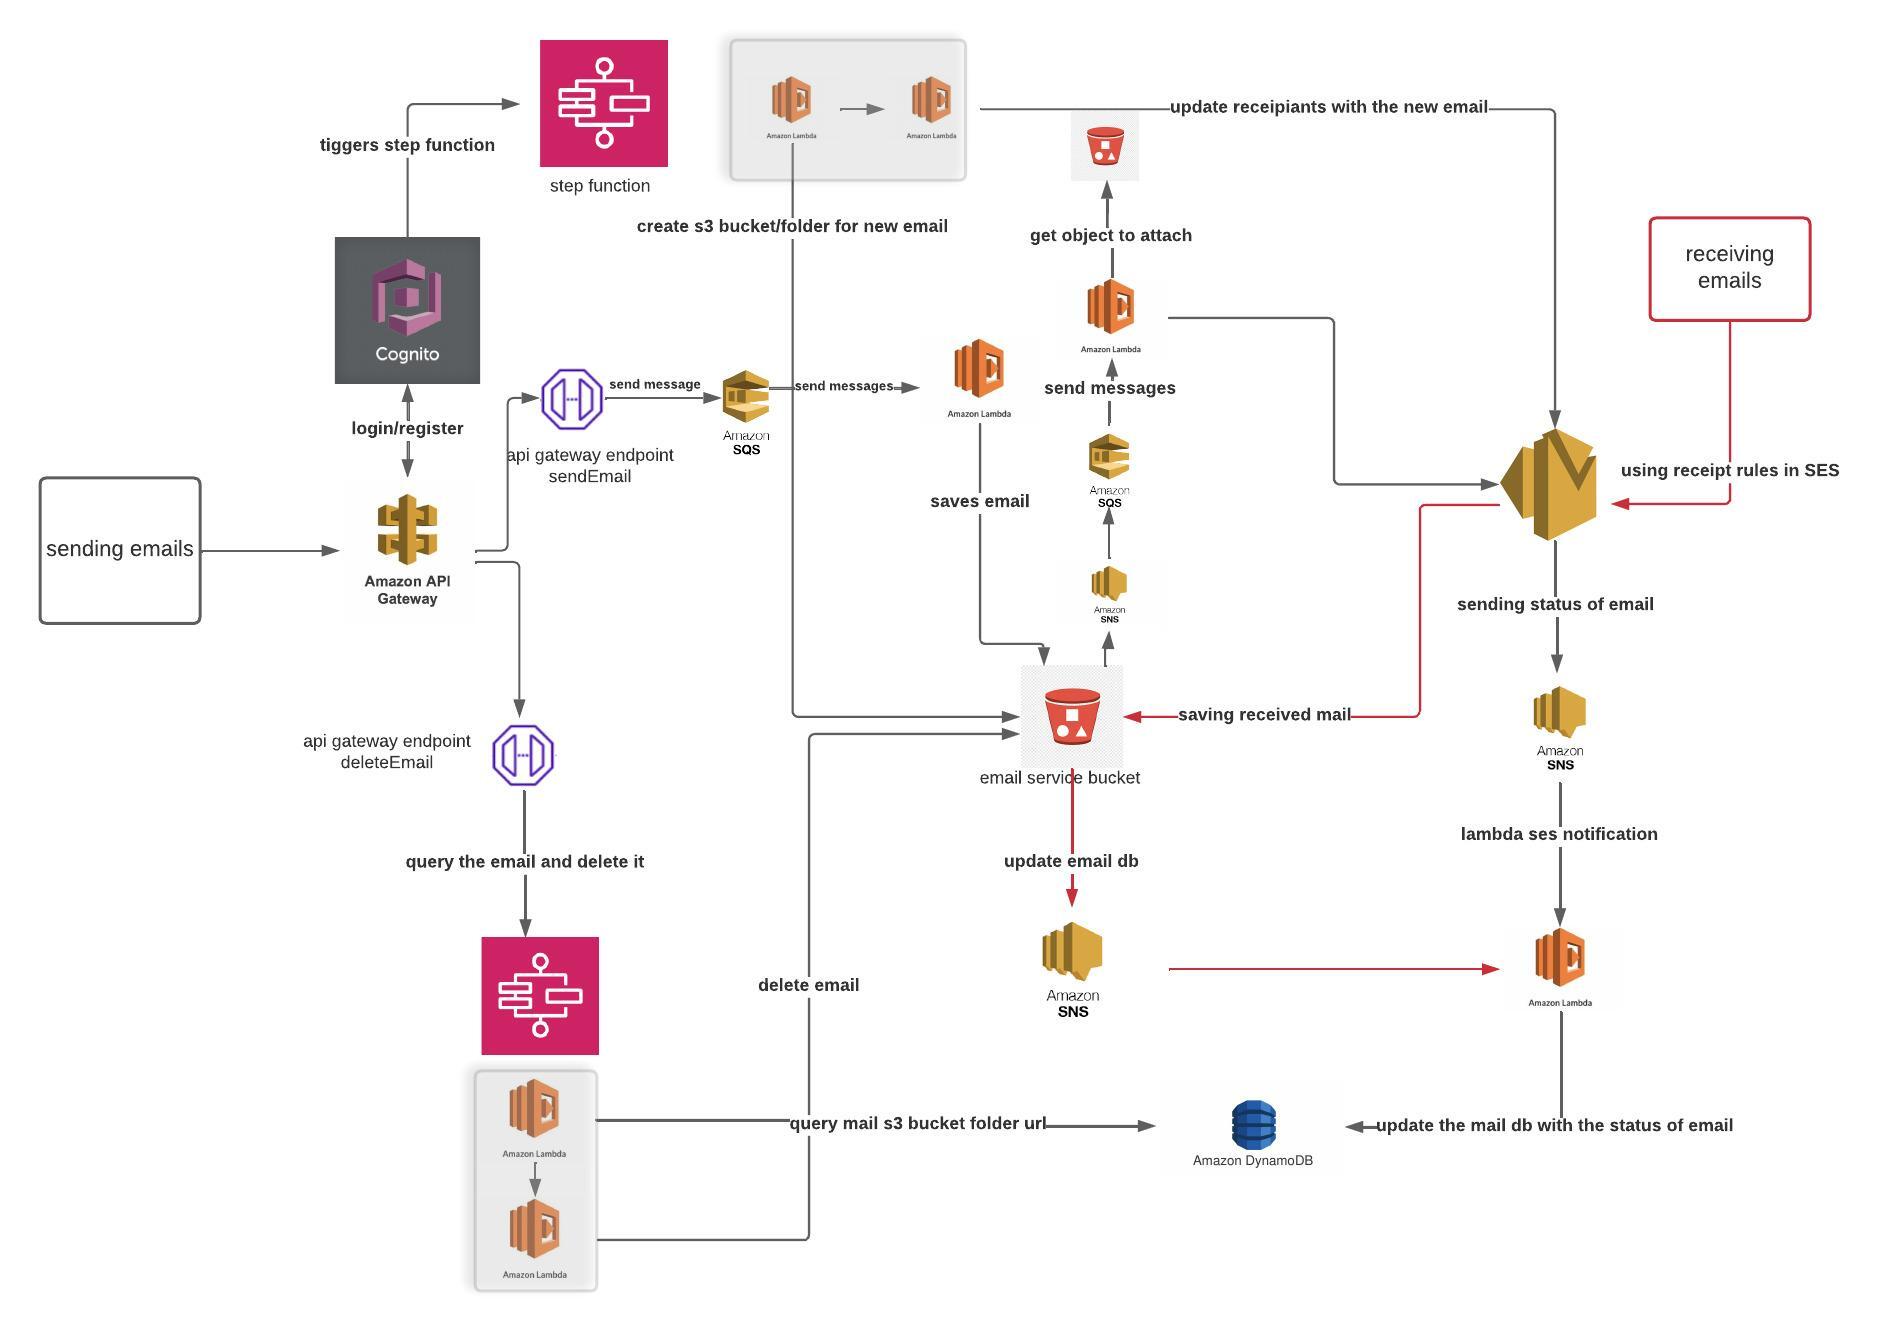 Amazon Lambda
Amazon Lambda
update receipiants with the new email
tiggers step function
step function
create s3 bucket/folder for new email
get object to attach
receiving
emails
Cognito
Amazon Lambda
send message
send messages
send messages
Amazon Lambda
login/register
Amazon
SQS
api gateway endpoint
sendEmail
using receipt rules in SES
Amazon
SQS
saves email
sending emails
Amazon API
Gateway
Amazon
SNS
sending status of email
saving received mail
api gateway endpoint
deleteEmail
Amazon
SNS
email service bucket
lambda ses notification
query the email and delete it
update email db
delete email
Amazon
SNS
Amazon Lambda
query mail s3 bucket folder url
update the mail db with the status of email
Amazon Lambda
Amazon DynamoDB
Amazon Lambda